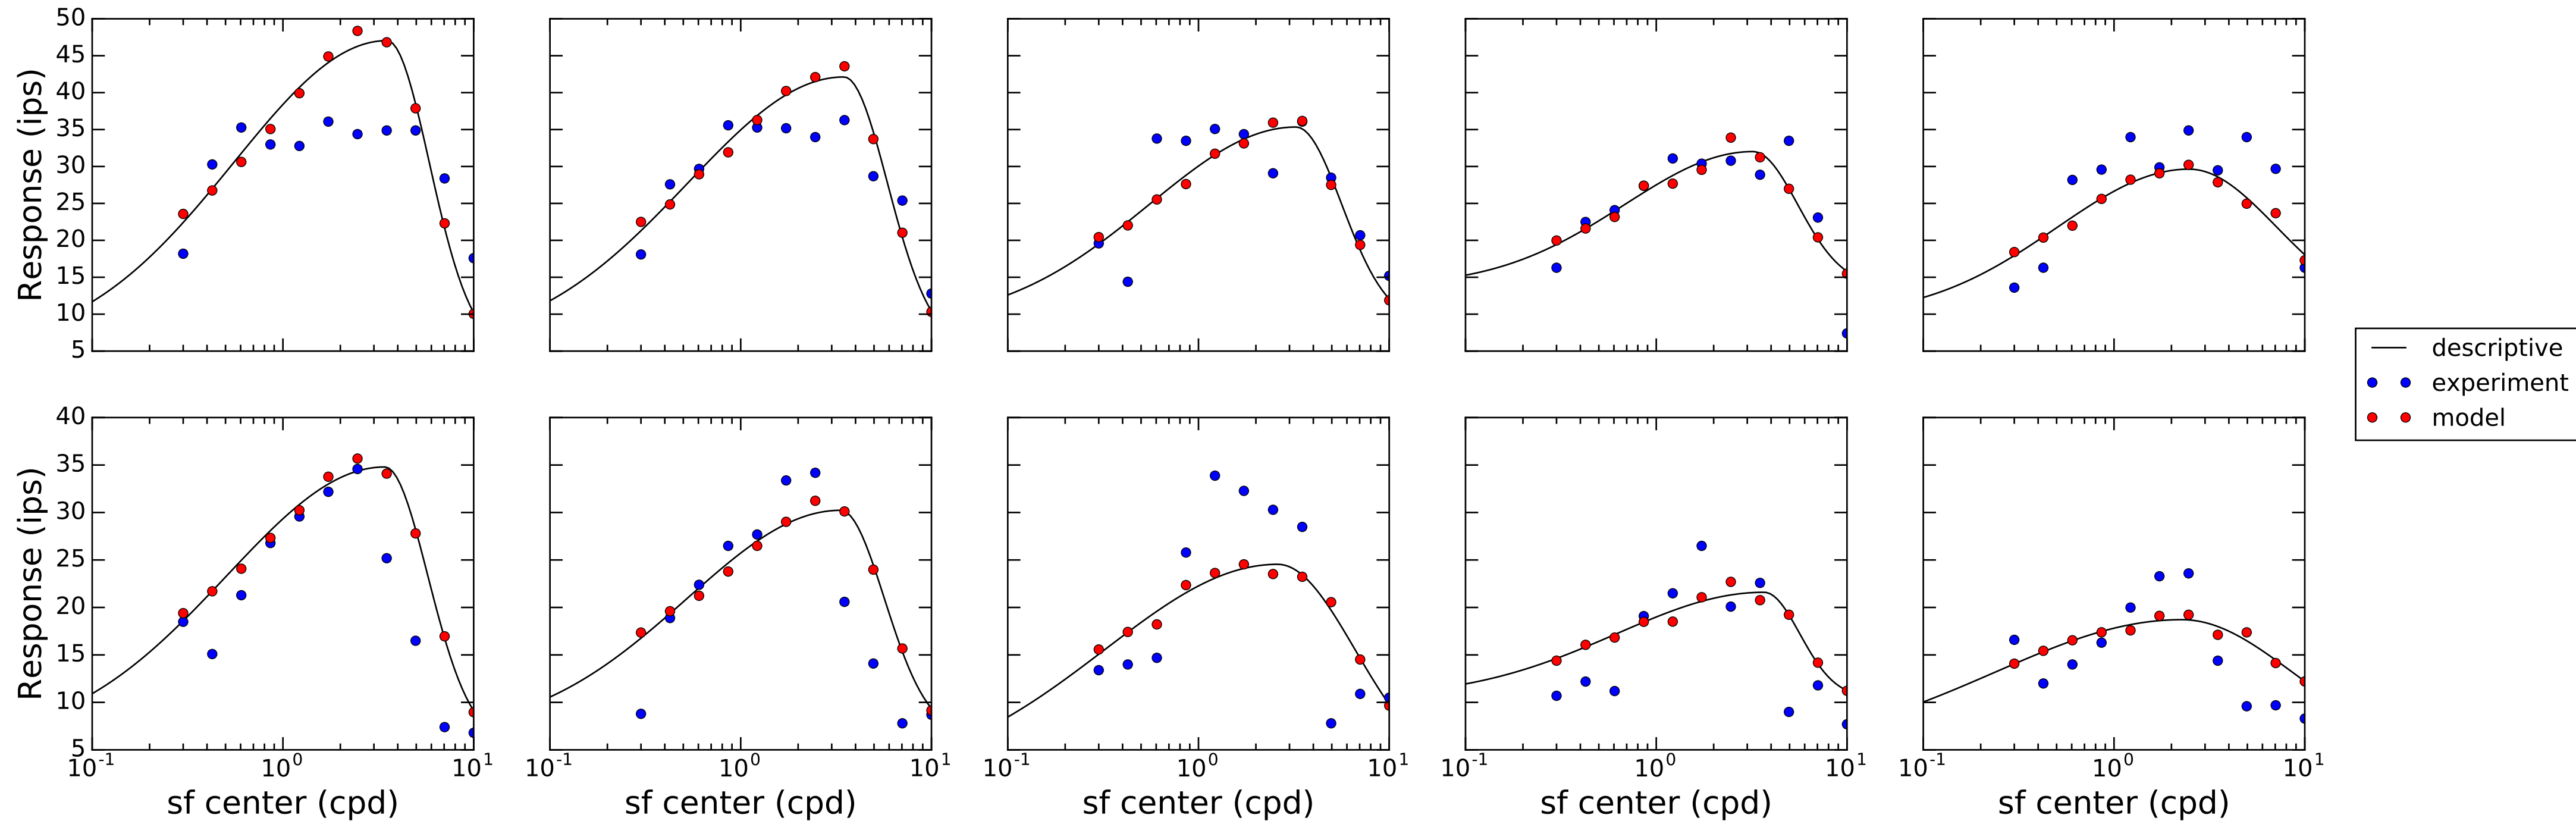 50
45
40
35
30
25
20
15
10
5
Response (ips)
descriptive
experiment
model
40
35
30
25
20
15
10
5
Response (ips)
10⁻¹ 10⁰ 10¹ 10⁻¹ 10⁰ 10¹ 10⁻¹ 10⁰ 10¹ 10⁻¹ 10⁰ 10¹ 10⁻¹ 10⁰ 10¹
sf center (cpd) sf center (cpd) sf center (cpd) sf center (cpd) sf center (cpd)